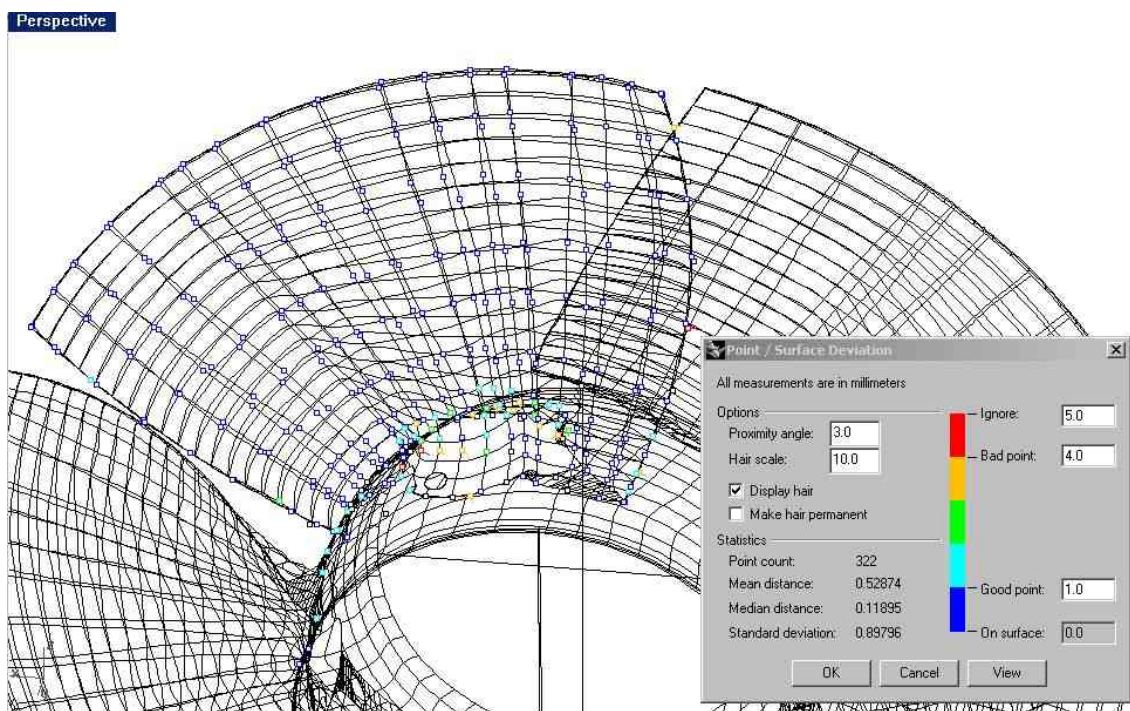 Perspective
Point / Surface Deviation
All measurements are in millimeters
Options
Proximity angle: 3.0
Hair scale: 10.0
Display hair
Make hair permanent
Statistics
Point count: 322
Mean distance: 0.52874
Median distance: 0.11895
Standard deviation: 0.89796
Ignore: 5.0
Bad point: 4.0
Good point: 1.0
On surface: 0.0
OK Cancel View